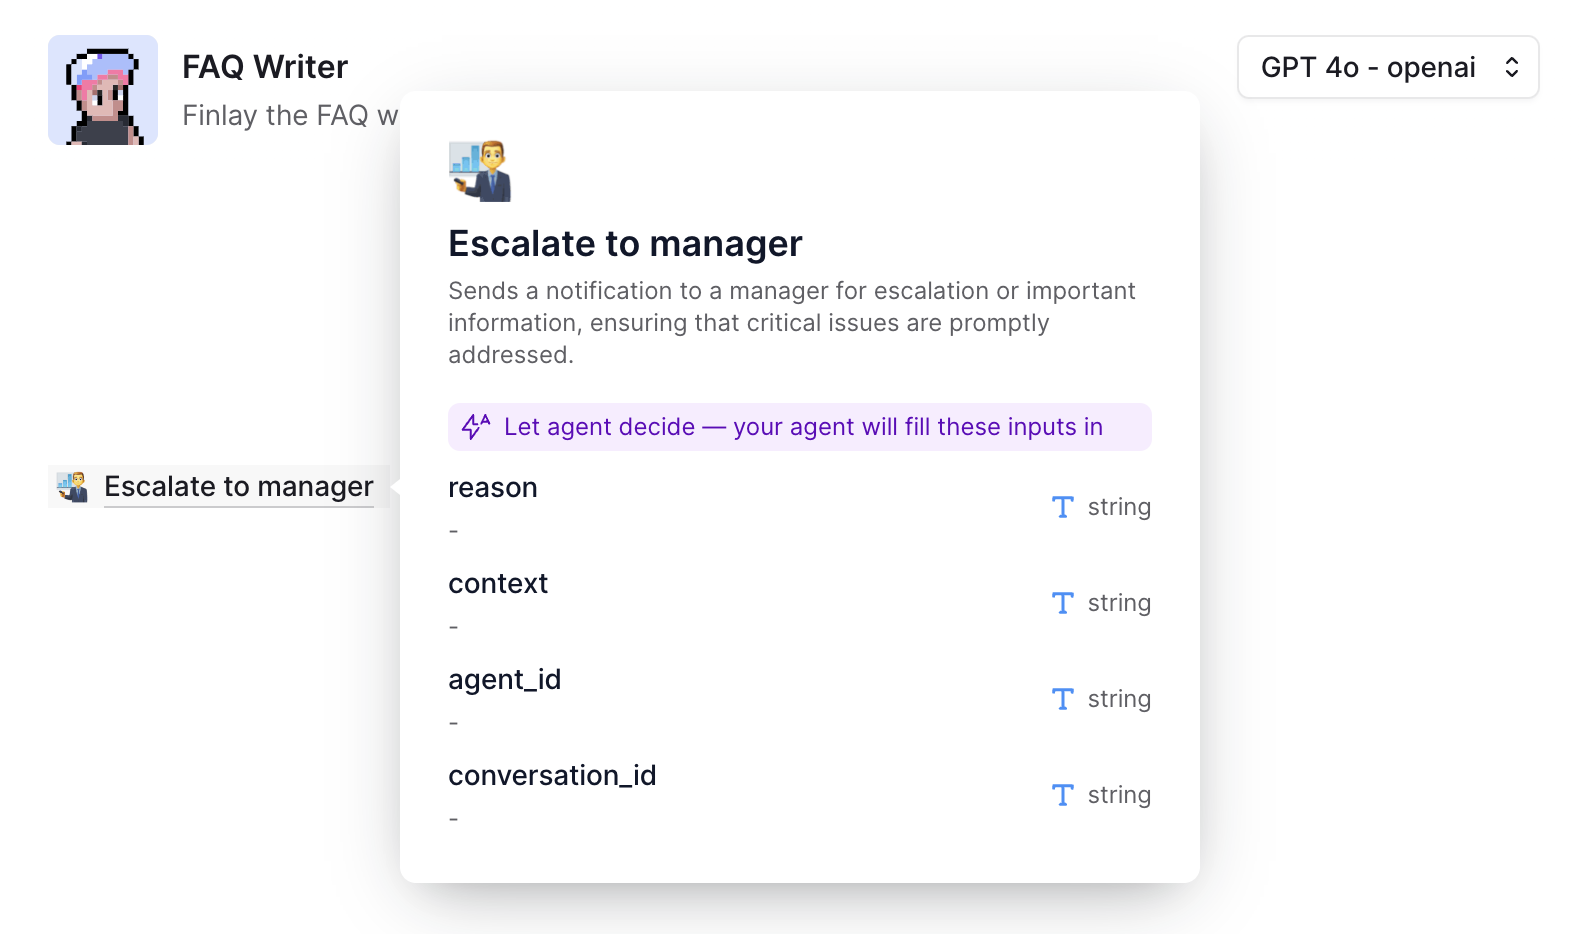 FAQ Writer
Finlay the FAQ w
GPT 4o - openai
Escalate to manager
Sends a notification to a manager for escalation or important
information, ensuring that critical issues are promptly
addressed.
Let agent decide — your agent will fill these inputs in
Escalate to manager
reason
string
-
context
string
-
agent_id
string
-
conversation_id
string
-